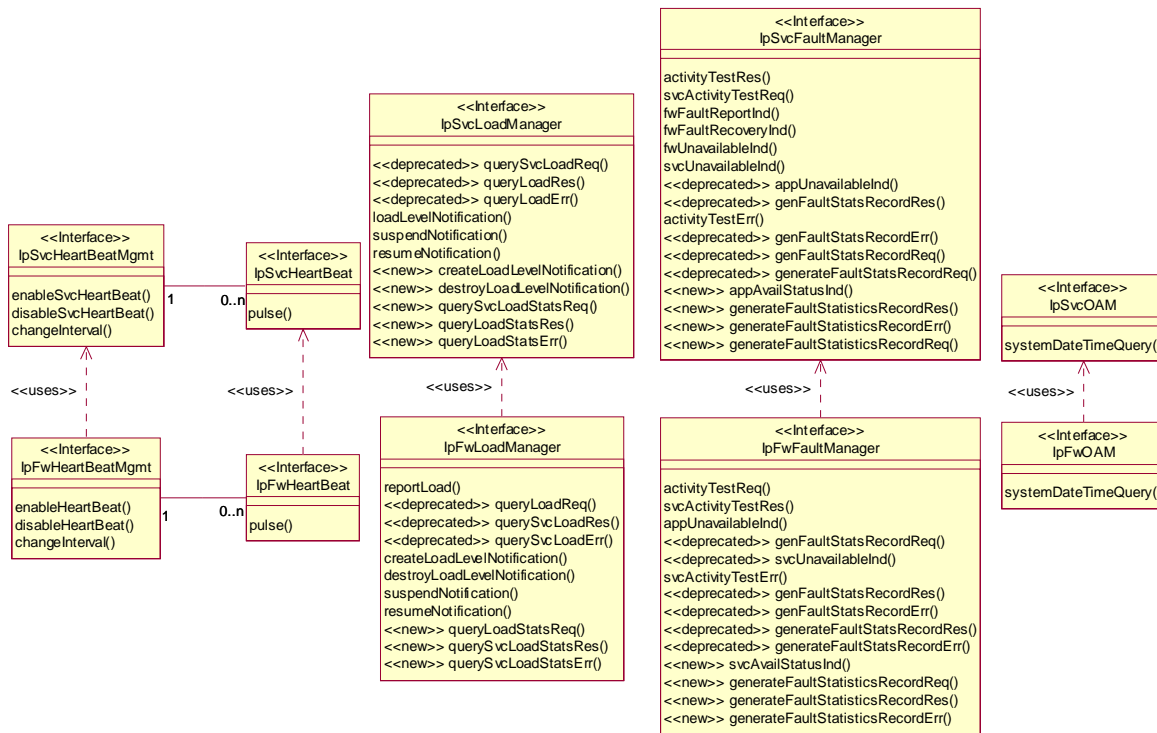 <<Interface>>
IpSvcHeartBeatMgmt
enableSvcHeartBeat()
disableSvcHeartBeat()
changeInterval()
1
0..n
<<Interface>>
IpSvcHeartBeat
pulse()
<<Interface>>
IpSvcLoadManager
<<deprecated>> querySvcLoadReq()
<<deprecated>> queryLoadRes()
<<deprecated>> queryLoadErr()
loadLevelNotification()
suspendNotification()
resumeNotification()
<<new>> createLoadLevelNotification()
<<new>> destroyLoadLevelNotification()
<<new>> querySvcLoadStatsReq()
<<new>> queryLoadStatsRes()
<<new>> queryLoadStatsErr()
<<Interface>>
IpSvcFaultManager
activityTestRes()
svcActivityTestReq()
fwFaultReportInd()
fwFaultRecoveryInd()
fwUnavailableInd()
svcUnavailableInd()
<<deprecated>> appUnavailableInd()
<<deprecated>> genFaultStatsRecordRes()
activityTestErr()
<<deprecated>> genFaultStatsRecordErr()
<<deprecated>> genFaultStatsRecordReq()
<<deprecated>> generateFaultStatsRecordReq()
<<new>> appAvailStatusInd()
<<new>> generateFaultStatisticsRecordRes()
<<new>> generateFaultStatisticsRecordErr()
<<new>> generateFaultStatisticsRecordReq()
<<Interface>>
IpSvcOAM
systemDateTimeQuery(
<<uses>>
<<uses>>
<<uses>>
<<uses>>
<<uses>>
<<Interface>>
IpFwHeartBeatMgmt
enableHeartBeat()
disableHeartBeat()
changeInterval()
1
0..n
<<Interface>>
IpFwHeartBeat
pulse()
<<Interface>>
IpFwLoadManager
reportLoad()
<<deprecated>> queryLoadReq()
<<deprecated>> querySvcLoadRes()
<<deprecated>> querySvcLoadErr()
createLoadLevelNotification()
destroyLoadLevelNotification()
suspendNotification()
resumeNotification()
<<new>> queryLoadStatsReq()
<<new>> querySvcLoadStatsRes()
<<new>> querySvcLoadStatsErr()
<<Interface>>
IpFwFaultManager
activityTestReq()
svcActivityTestRes()
appUnavailableInd()
<<deprecated>> genFaultStatsRecordReq()
<<deprecated>> svcUnavailableInd()
svcActivityTestErr()
<<deprecated>> genFaultStatsRecordRes()
<<deprecated>> genFaultStatsRecordErr()
<<deprecated>> generateFaultStatsRecordRes()
<<deprecated>> generateFaultStatsRecordErr()
<<new>> svcAvailStatusInd()
<<new>> generateFaultStatisticsRecordReq()
<<new>> generateFaultStatisticsRecordRes()
<<new>> generateFaultStatisticsRecordErr()
<<Interface>>
IpFwOAM
systemDateTimeQuery(